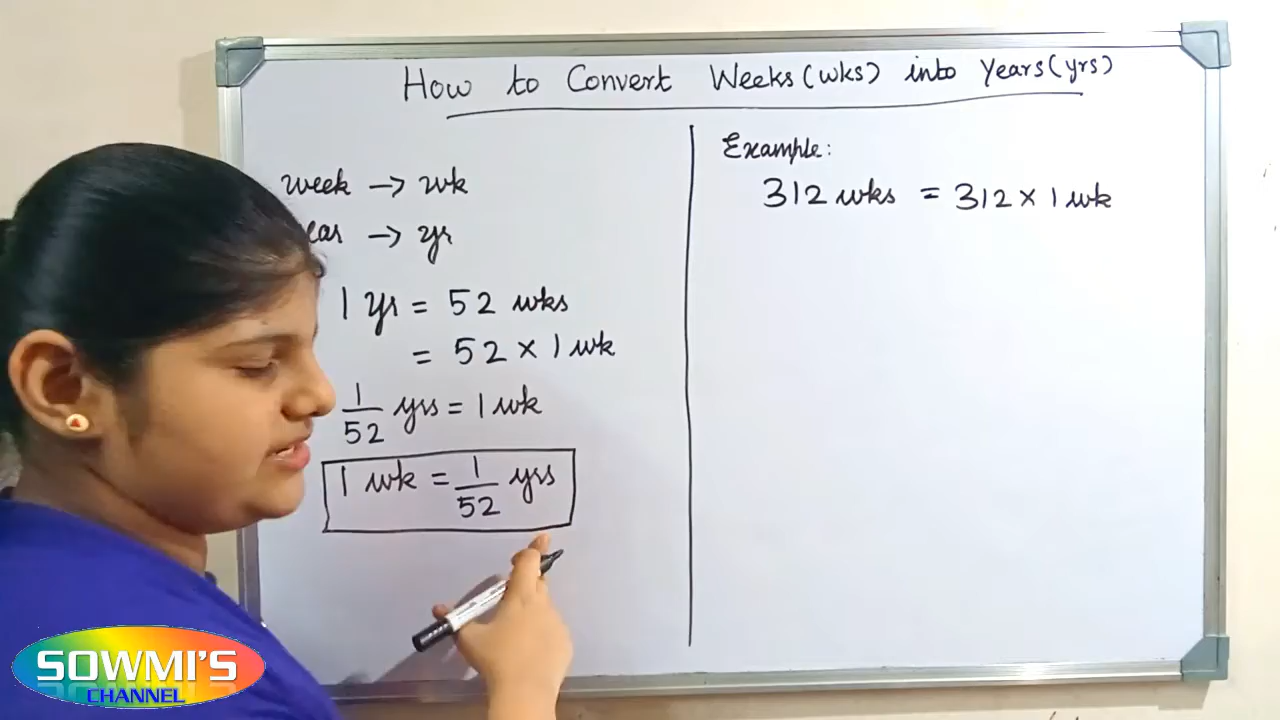 How to Convert Weeks(wks) into Years(yrs)
week → wk
ear → yr
1 yr = 52 wks
= 52 × 1 wk
1/52 yrs = 1 wk
1 wk = 1/52 yrs
Example:
312 wks = 312 × 1 wk
SOWMI'S
CHANNEL